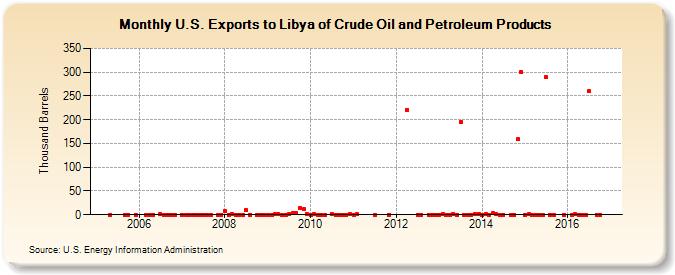 Monthly U.S. Exports to Libya of Crude Oil and Petroleum Products
Thousand Barrels
350
300
250
200
150
100
50
0
2006 2008 2010 2012 2014 2016
Source: U.S. Energy Information Administration